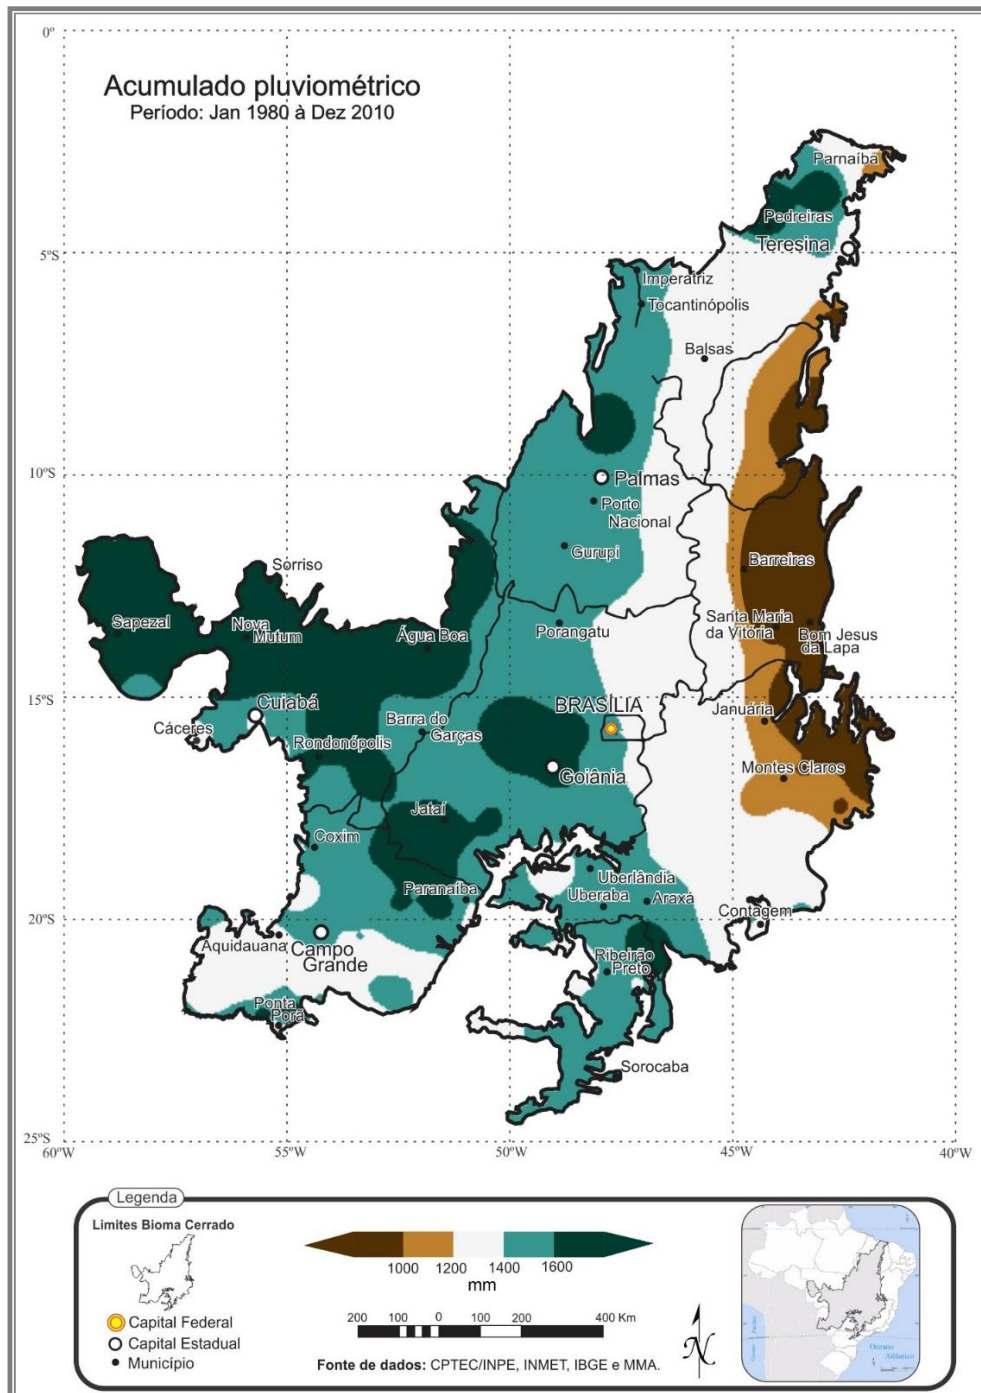 0°
Acumulado pluviométrico
Período: Jan 1980 à Dez 2010
Parnaíba
Pedreiras
Teresina
5°S
Imperatriz
Tocantinópolis
Balsas
10°S
Palmas
Porto
Nacional
Gurupi
Barreiras
Sorriso
Sapezal
Nova
Mutum
Água Boa
Porangatu
Santa Maria
da Vitória
Bom Jesus
da Lapa
15°S
Cuiabá
Cáceres
Barra do
Garças
BRASÍLIA
Januária
Rondonópolis
Goiânia
Montes Claros
Jataí
Coxim
Uberlândia
Paranaíba
Uberaba
Araxá
Contagem
20°S
Aquidauana
Campo
Grande
Ribeirão
Preto
Ponta
Porã
Sorocaba
25°S
60°W
55°W
50°W
45°W
40°W
Legenda
Limites Bioma Cerrado
1000 1200 1400 1600
mm
Capital Federal
Capital Estadual
Município
200 100 0 100 200 400 Km
N
Fonte de dados: CPTEC/INPE, INMET, IBGE e MMA.
Oceano
Atlântico